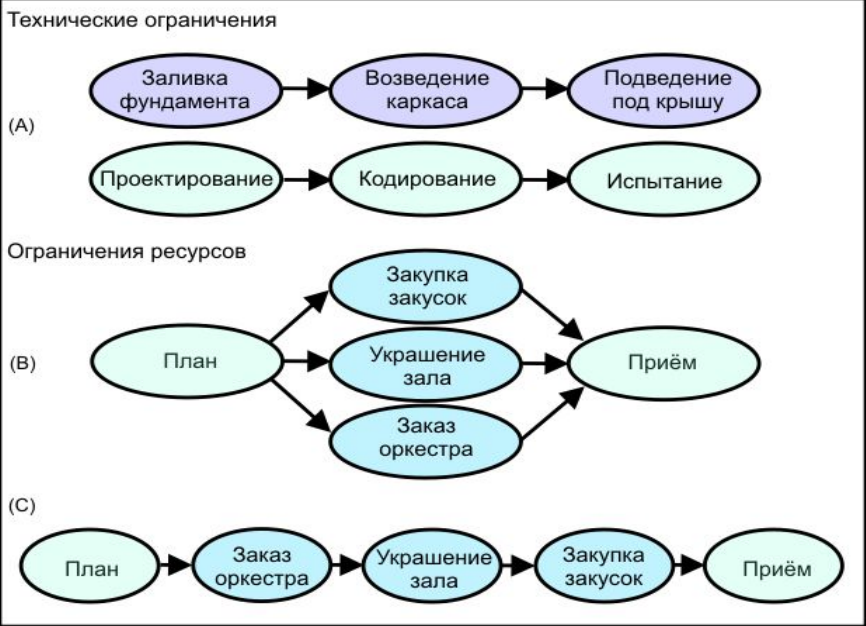 Технические ограничения
Заливка
фундамента
Возведение
каркаса
Подведение
под крышу
(A)
Проектирование
Кодирование
Испытание
Ограничения ресурсов
Закупка
закусок
(B)
План
Украшение
зала
Приём
Заказ
оркестра
(C)
План
Заказ
оркестра
Украшение
зала
Закупка
закусок
Приём